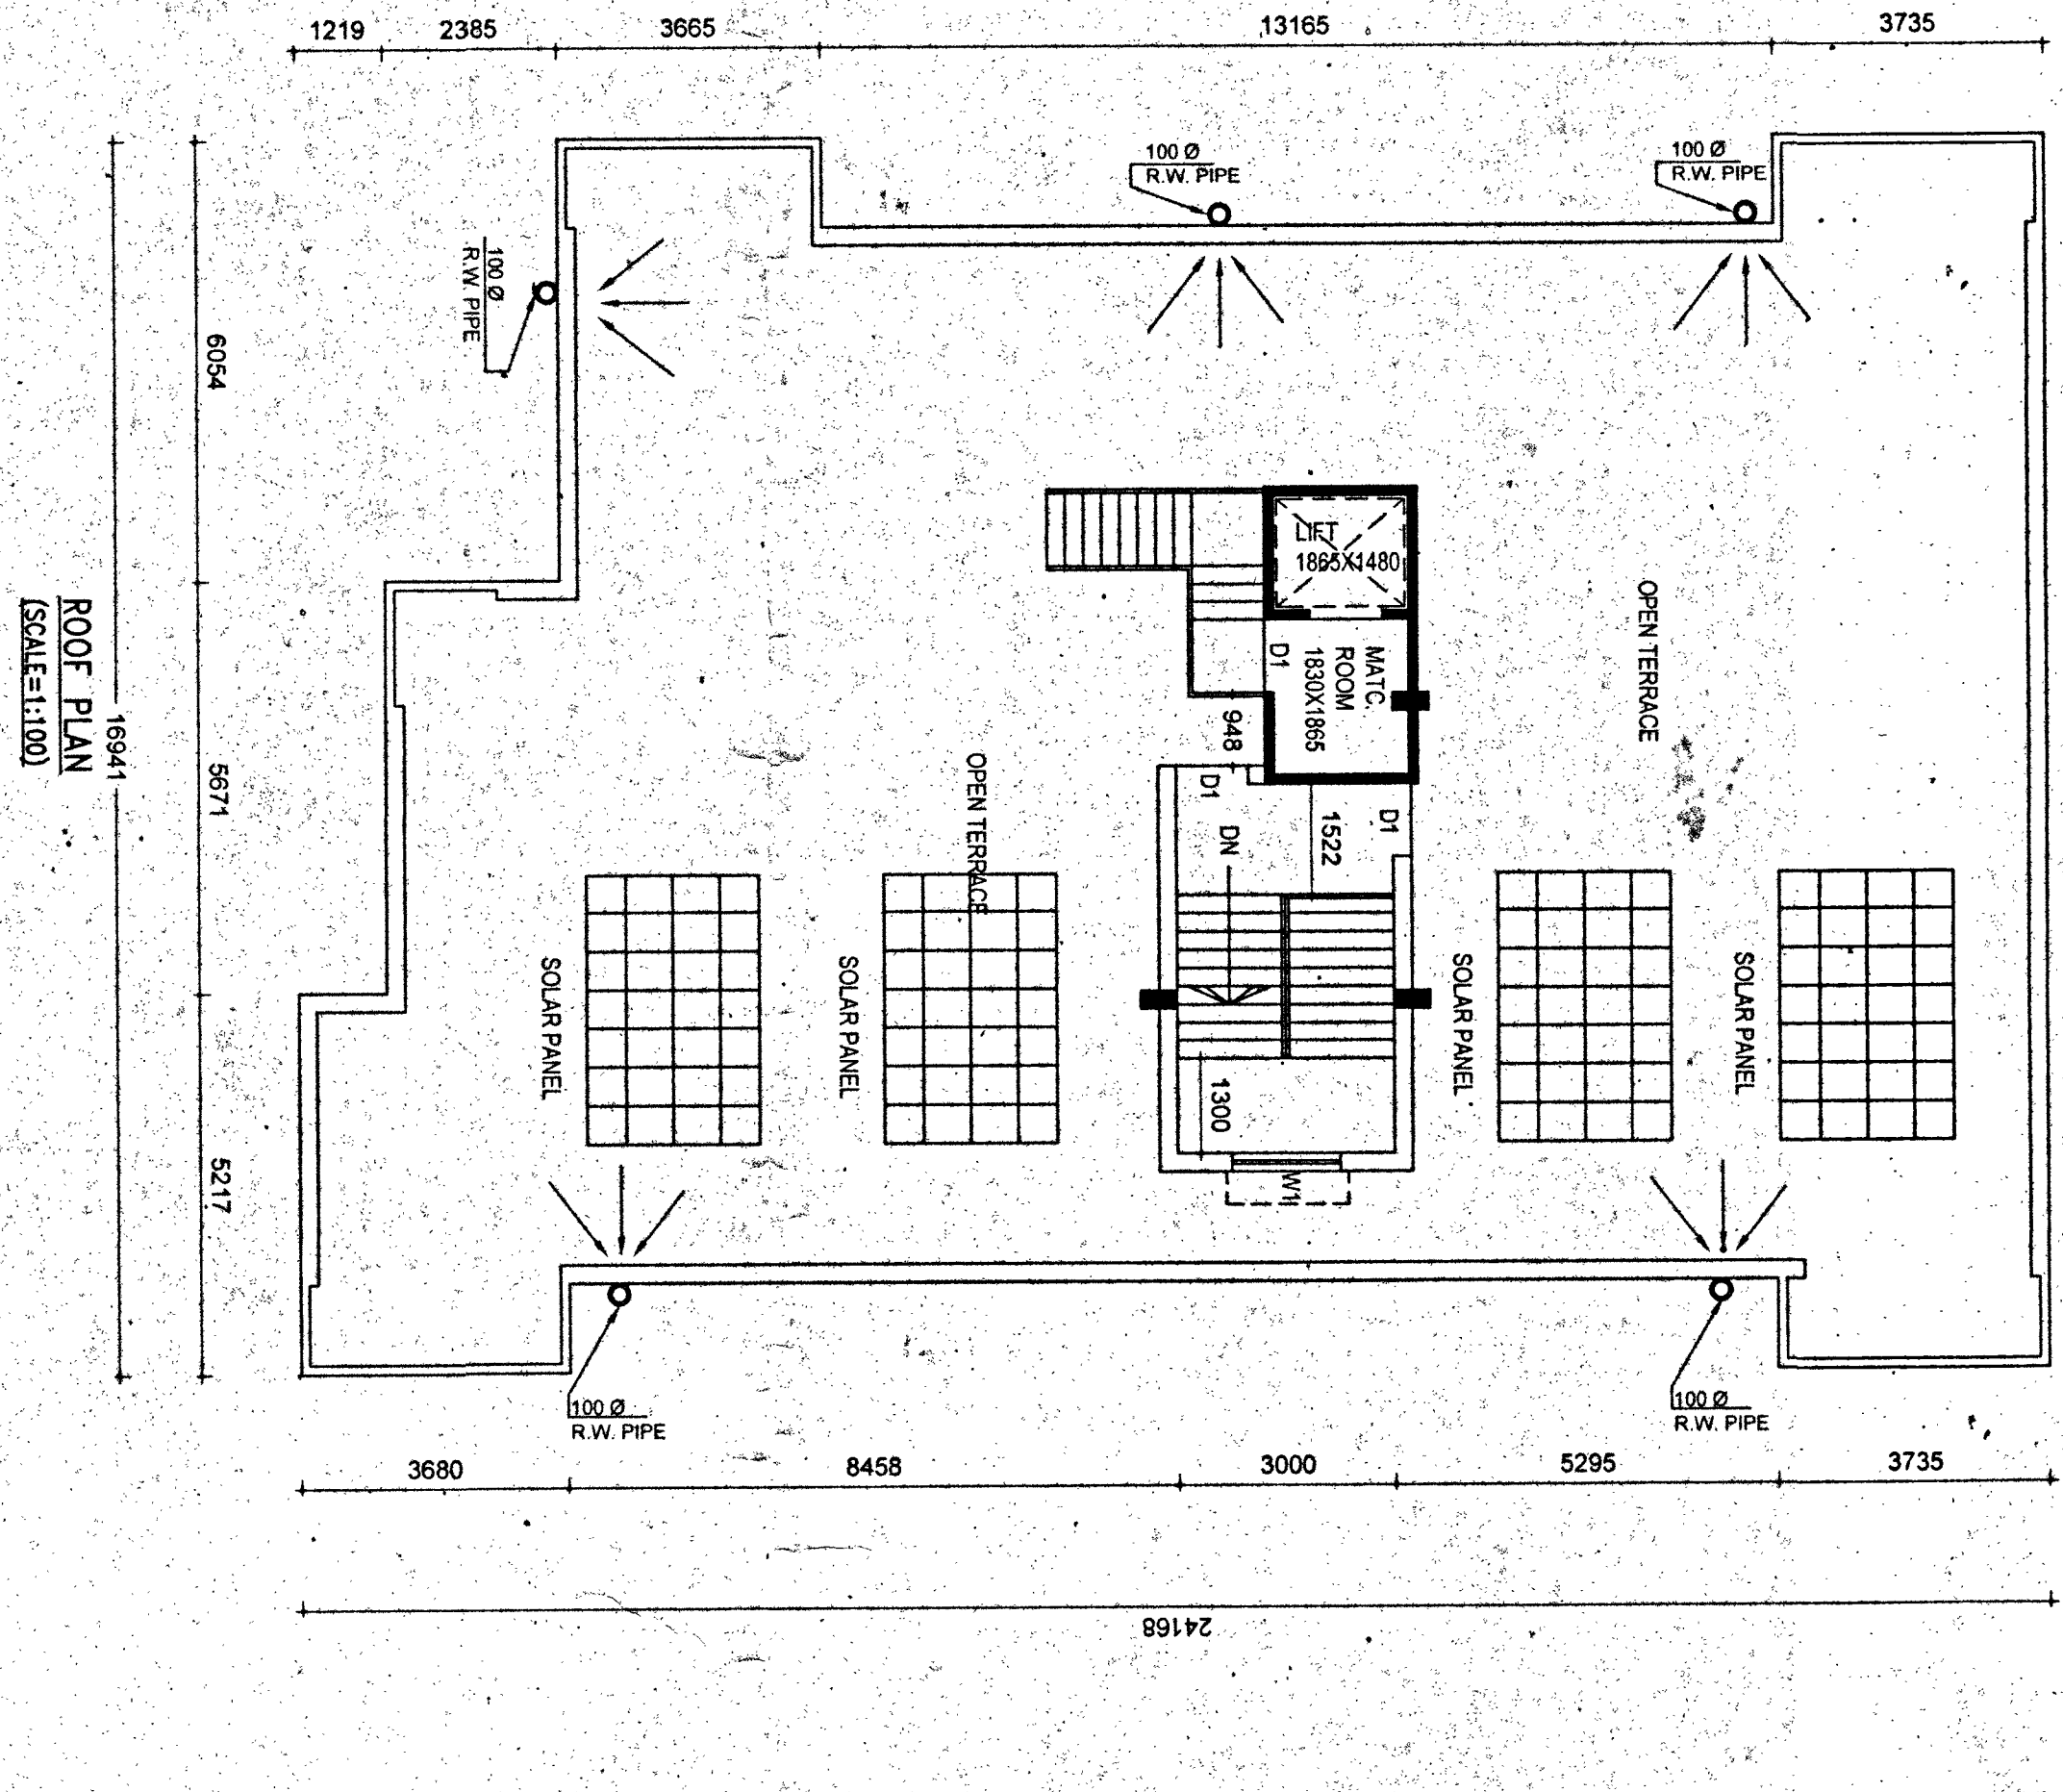 1219
2385
3665
13165
3735
100 Ø
R.W. PIPE
100 Ø
R.W. PIPE
100 Ø
R.W. PIPE
6054
LIFT
1865X1480
MATC.
ROOM
1830X1865
D1
OPEN TERRACE
948
D1
D1
1522
DN
OPEN TERRACE
16941
5671
ROOF PLAN
(SCALE=1:100)
SOLAR PANEL
SOLAR PANEL
SOLAR PANEL
SOLAR PANEL
1300
W1
5217
100 Ø
R.W. PIPE
100 Ø
R.W. PIPE
3680
8458
3000
5295
3735
24168